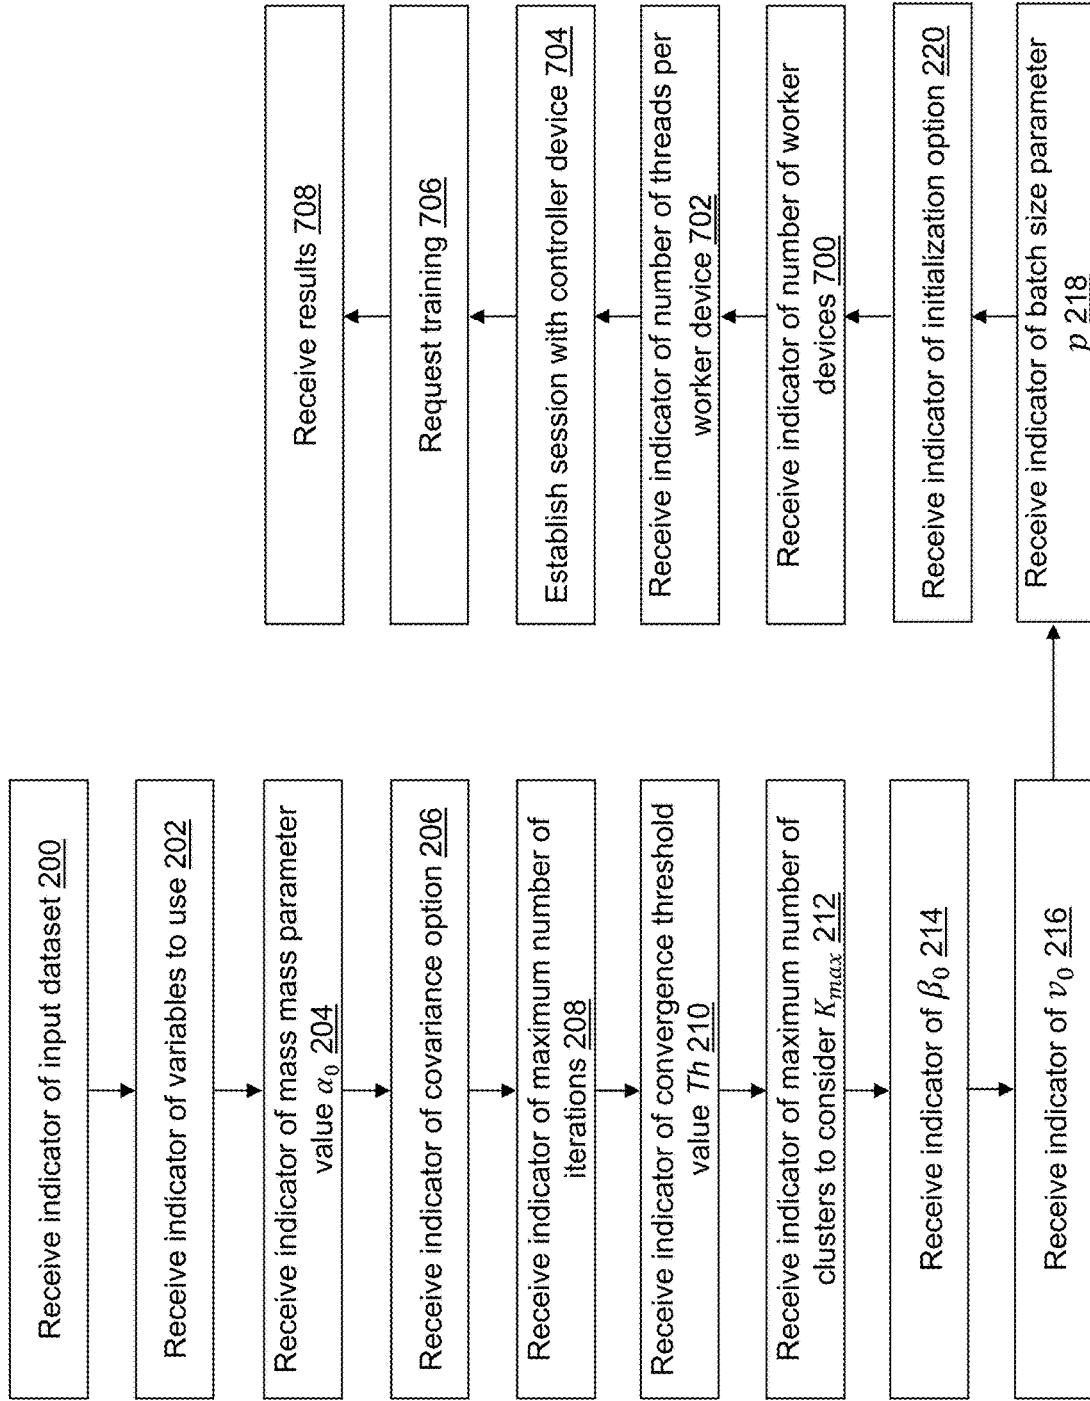 Receive indicator of input dataset 200
Receive indicator of variables to use 202
Receive indicator of mass mass parameter
value α₀ 204
Receive indicator of covariance option 206
Receive indicator of maximum number of
iterations 208
Receive indicator of convergence threshold
value Th 210
Receive indicator of maximum number of
clusters to consider Kₘₐₓ 212
Receive indicator of β₀ 214
Receive indicator of ν₀ 216
Receive indicator of batch size parameter
p 218
Receive indicator of initialization option 220
Receive indicator of number of worker
devices 700
Receive indicator of number of threads per
worker device 702
Establish session with controller device 704
Request training 706
Receive results 708